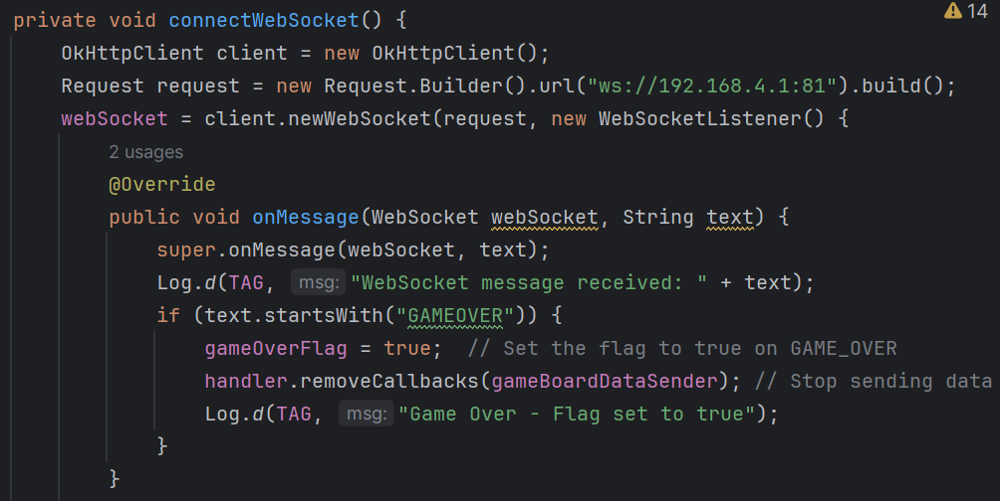 private void connectWebSocket() {
14
OkHttpClient client = new OkHttpClient();
Request request = new Request.Builder().url("ws://192.168.4.1:81").build();
webSocket = client.newWebSocket(request, new WebSocketListener() {
2 usages
@Override
public void onMessage(WebSocket webSocket, String text) {
super.onMessage(webSocket, text);
Log.d(TAG, msg: "WebSocket message received: " + text);
if (text.startsWith("GAMEOVER")) {
gameOverFlag = true; // Set the flag to true on GAME_OVER
handler.removeCallbacks(gameBoardDataSender); // Stop sending data
Log.d(TAG, msg: "Game Over - Flag set to true");
}
}